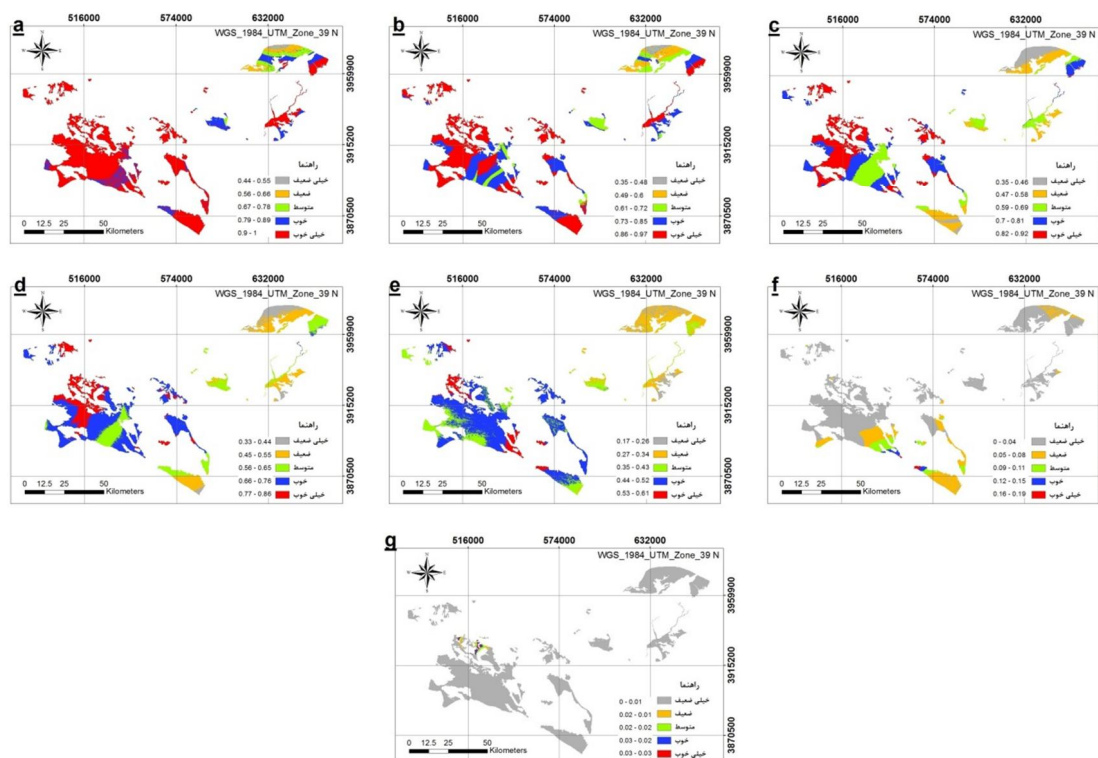 a
516000 574000 632000
WGS_1984_UTM_Zone_39 N
N
W E
S
3959900
3915200
3870500
راهنما
0.44 - 0.55 خیلی ضعیف
0.56 - 0.66 ضعیف
0.67 - 0.78 متوسط
0.79 - 0.89 خوب
0.9 - 1 خیلی خوب
0 12.5 25 50
Kilometers
b
516000 574000 632000
WGS_1984_UTM_Zone_39 N
N
W E
S
3959900
3915200
3870500
راهنما
0.35 - 0.48 خیلی ضعیف
0.49 - 0.6 ضعیف
0.61 - 0.72 متوسط
0.73 - 0.85 خوب
0.86 - 0.97 خیلی خوب
0 12.5 25 50
Kilometers
c
516000 574000 632000
WGS_1984_UTM_Zone_39 N
N
W E
S
3959900
3915200
3870500
راهنما
0.35 - 0.46 خیلی ضعیف
0.47 - 0.58 ضعیف
0.59 - 0.69 متوسط
0.7 - 0.81 خوب
0.82 - 0.92 خیلی خوب
0 12.5 25 50
Kilometers
d
516000 574000 632000
WGS_1984_UTM_Zone_39 N
N
W E
S
3959900
3915200
3870500
راهنما
0.33 - 0.44 خیلی ضعیف
0.45 - 0.55 ضعیف
0.56 - 0.65 متوسط
0.66 - 0.76 خوب
0.77 - 0.86 خیلی خوب
0 12.5 25 50
Kilometers
e
516000 574000 632000
WGS_1984_UTM_Zone_39 N
N
W E
S
3959900
3915200
3870500
راهنما
0.17 - 0.26 خیلی ضعیف
0.27 - 0.34 ضعیف
0.35 - 0.43 متوسط
0.44 - 0.52 خوب
0.53 - 0.61 خیلی خوب
0 12.5 25 50
Kilometers
f
516000 574000 632000
WGS_1984_UTM_Zone_39 N
N
W E
S
3959900
3915200
3870500
راهنما
0 - 0.04 خیلی ضعیف
0.05 - 0.08 ضعیف
0.09 - 0.11 متوسط
0.12 - 0.15 خوب
0.16 - 0.19 خیلی خوب
0 12.5 25 50
Kilometers
g
516000 574000 632000
WGS_1984_UTM_Zone_39 N
N
W E
S
3959900
3915200
3870500
راهنما
0 - 0.01 خیلی ضعیف
0.02 - 0.01 ضعیف
0.02 - 0.02 متوسط
0.03 - 0.02 خوب
0.03 - 0.03 خیلی خوب
0 12.5 25 50
Kilometers